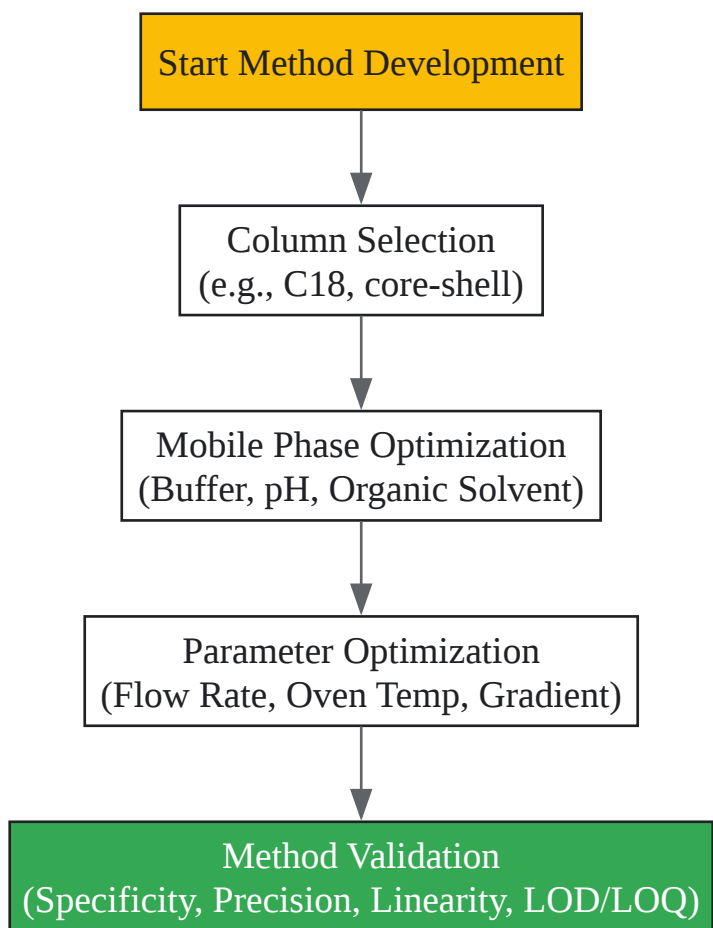 Start Method Development
Column Selection
(e.g., C18, core-shell)
Mobile Phase Optimization
(Buffer, pH, Organic Solvent)
Parameter Optimization
(Flow Rate, Oven Temp, Gradient)
Method Validation
(Specificity, Precision, Linearity, LOD/LOQ)